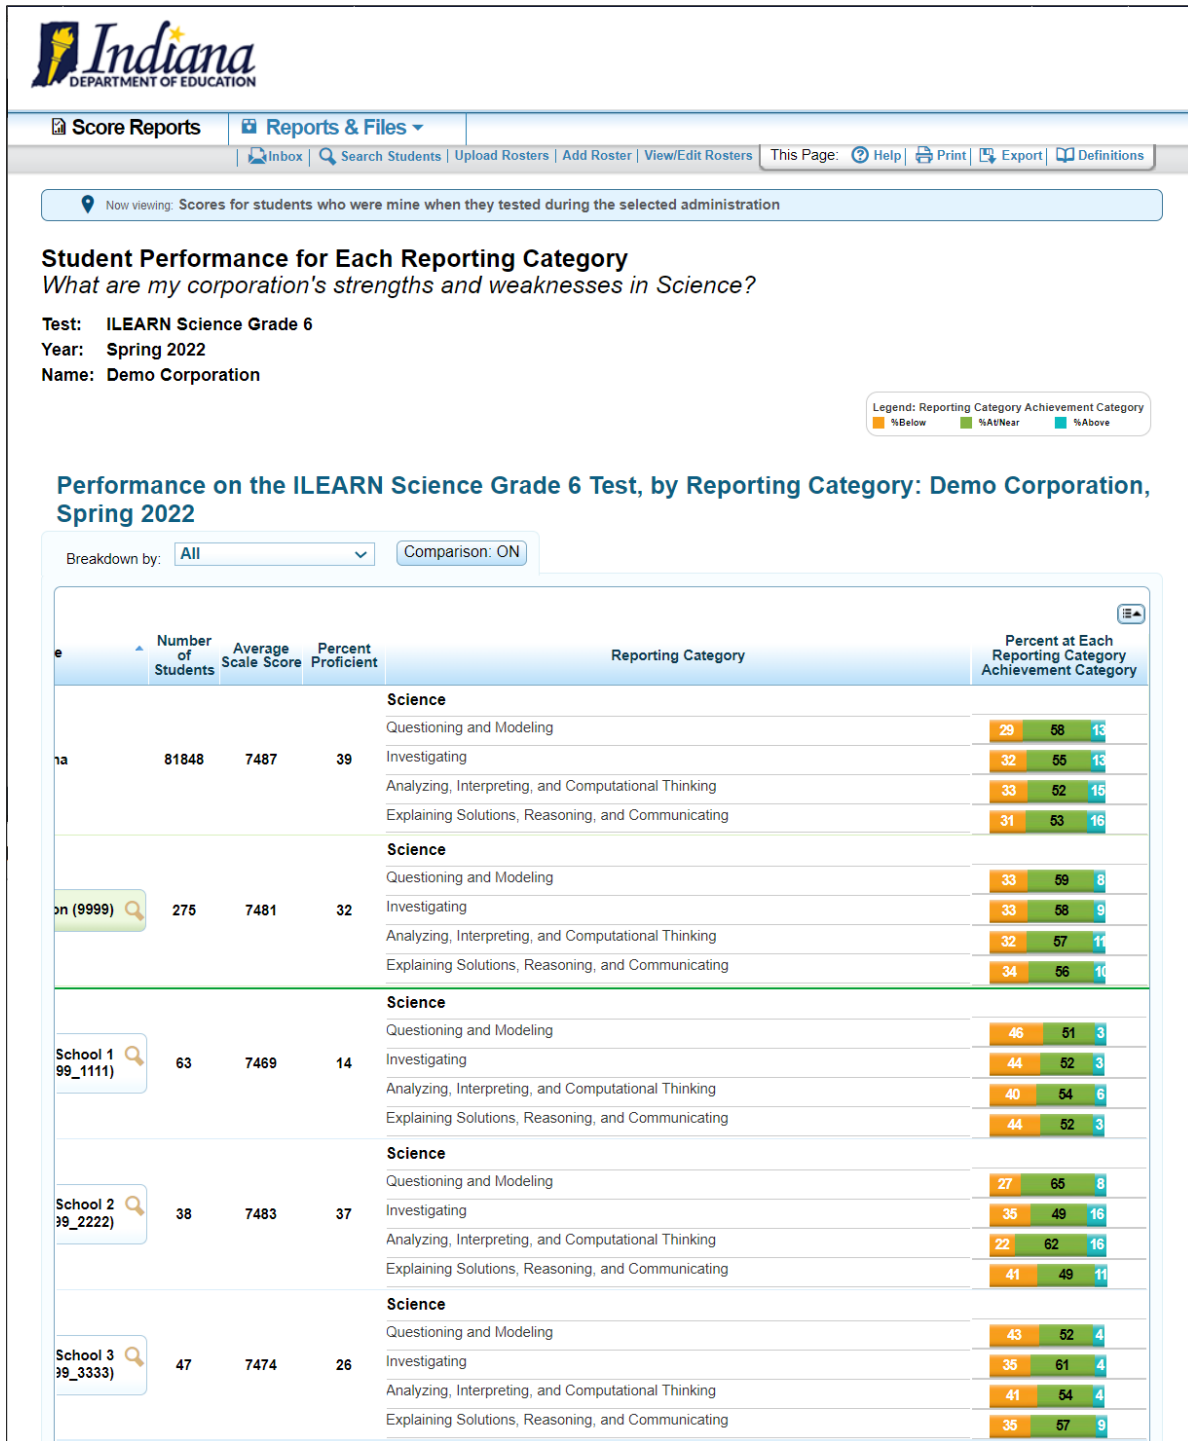 Indiana
DEPARTMENT OF EDUCATION
Score Reports Reports & Files
Inbox | Search Students | Upload Rosters | Add Roster | View/Edit Rosters This Page: Help | Print | Export | Definitions
Now viewing: Scores for students who were mine when they tested during the selected administration
Student Performance for Each Reporting Category
What are my corporation's strengths and weaknesses in Science?
Test: ILEARN Science Grade 6
Year: Spring 2022
Name: Demo Corporation
Legend: Reporting Category Achievement Category
%Below %At/Near %Above
Performance on the ILEARN Science Grade 6 Test, by Reporting Category: Demo Corporation,
Spring 2022
Breakdown by: All Comparison: ON
e Number of Students Average Scale Score Percent Proficient Reporting Category Percent at Each Reporting Category Achievement Category
Science
Questioning and Modeling 29 58 13
na 81848 7487 39 Investigating 32 55 13
Analyzing, Interpreting, and Computational Thinking 33 52 15
Explaining Solutions, Reasoning, and Communicating 31 53 16
Science
Questioning and Modeling 33 59 8
on (9999) 275 7481 32 Investigating 33 58 9
Analyzing, Interpreting, and Computational Thinking 32 57 11
Explaining Solutions, Reasoning, and Communicating 34 56 10
Science
Questioning and Modeling 46 51 3
School 1 99_1111) 63 7469 14 Investigating 44 52 3
Analyzing, Interpreting, and Computational Thinking 40 54 6
Explaining Solutions, Reasoning, and Communicating 44 52 3
Science
Questioning and Modeling 27 65 8
School 2 99_2222) 38 7483 37 Investigating 35 49 16
Analyzing, Interpreting, and Computational Thinking 22 62 16
Explaining Solutions, Reasoning, and Communicating 41 49 11
Science
Questioning and Modeling 43 52 4
School 3 99_3333) 47 7474 26 Investigating 35 61 4
Analyzing, Interpreting, and Computational Thinking 41 54 4
Explaining Solutions, Reasoning, and Communicating 35 57 9